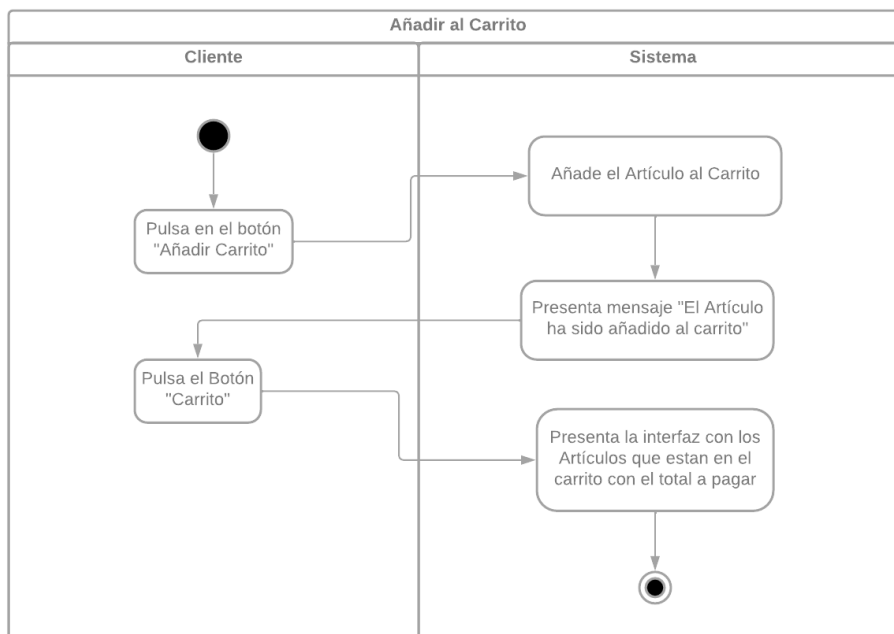 Añadir al Carrito
Cliente
Sistema
Añade el Artículo al Carrito
Pulsa en el botón
"Añadir Carrito"
Presenta mensaje "El Artículo
ha sido añadido al carrito"
Pulsa el Botón
"Carrito"
Presenta la interfaz con los
Artículos que estan en el
carrito con el total a pagar